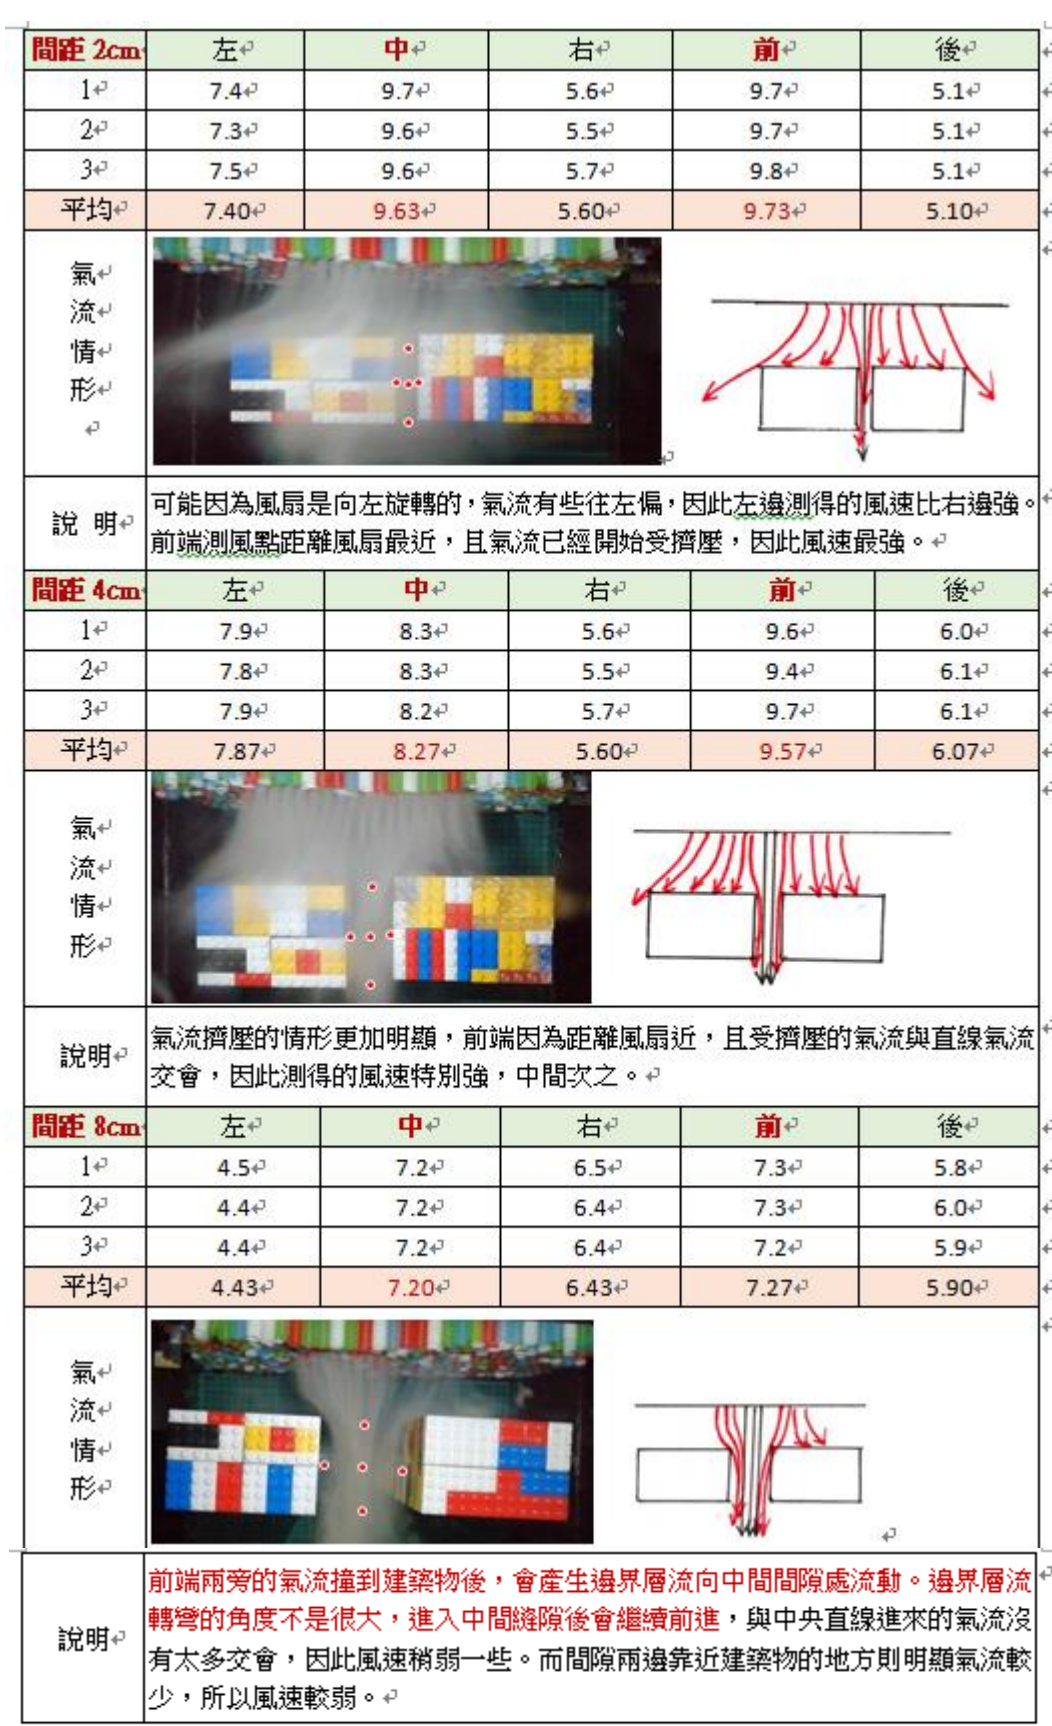 間距 2cm 左 中 右 前 後
1 7.4 9.7 5.6 9.7 5.1
2 7.3 9.6 5.5 9.7 5.1
3 7.5 9.6 5.7 9.8 5.1
平均 7.40 9.63 5.60 9.73 5.10
氣
流
情
形
說 明 可能因為風扇是向左旋轉的，氣流有些往左偏，因此左邊測得的風速比右邊強。
前端測風點距離風扇最近，且氣流已經開始受擠壓，因此風速最強。
間距 4cm 左 中 右 前 後
1 7.9 8.3 5.6 9.6 6.0
2 7.8 8.3 5.5 9.4 6.1
3 7.9 8.2 5.7 9.7 6.1
平均 7.87 8.27 5.60 9.57 6.07
氣
流
情
形
說明 氣流擠壓的情形更加明顯，前端因為距離風扇近，且受擠壓的氣流與直線氣流
交會，因此測得的風速特別強，中間次之。
間距 8cm 左 中 右 前 後
1 4.5 7.2 6.5 7.3 5.8
2 4.4 7.2 6.4 7.3 6.0
3 4.4 7.2 6.4 7.2 5.9
平均 4.43 7.20 6.43 7.27 5.90
氣
流
情
形
說明 前端兩旁的氣流撞到建築物後，會產生邊界層流向中間間隙處流動。邊界層流
轉彎的角度不是很大，進入中間縫隙後會繼續前進，與中央直線進來的氣流沒
有太多交會，因此風速稍弱一些。而間隙兩邊靠近建築物的地方則明顯氣流較
少，所以風速較弱。